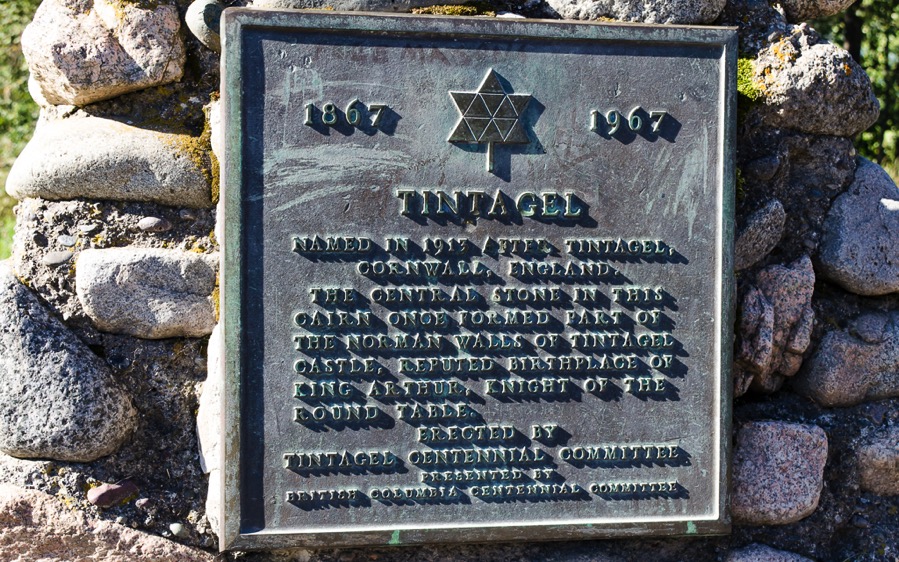 1867 1967
TINTAGEL
NAMED IN 1915 AFTER TINTAGEL,
CORNWALL, ENGLAND.
THE CENTRAL STONE IN THIS
CAIRN ONCE FORMED PART OF
THE NORMAN WALLS OF TINTAGEL
CASTLE, REPUTED BIRTHPLACE OF
KING ARTHUR, KNIGHT OF THE
ROUND TABLE.
ERECTED BY
TINTAGEL CENTENNIAL COMMITTEE
PRESENTED BY
BRITISH COLUMBIA CENTENNIAL COMMITTEE